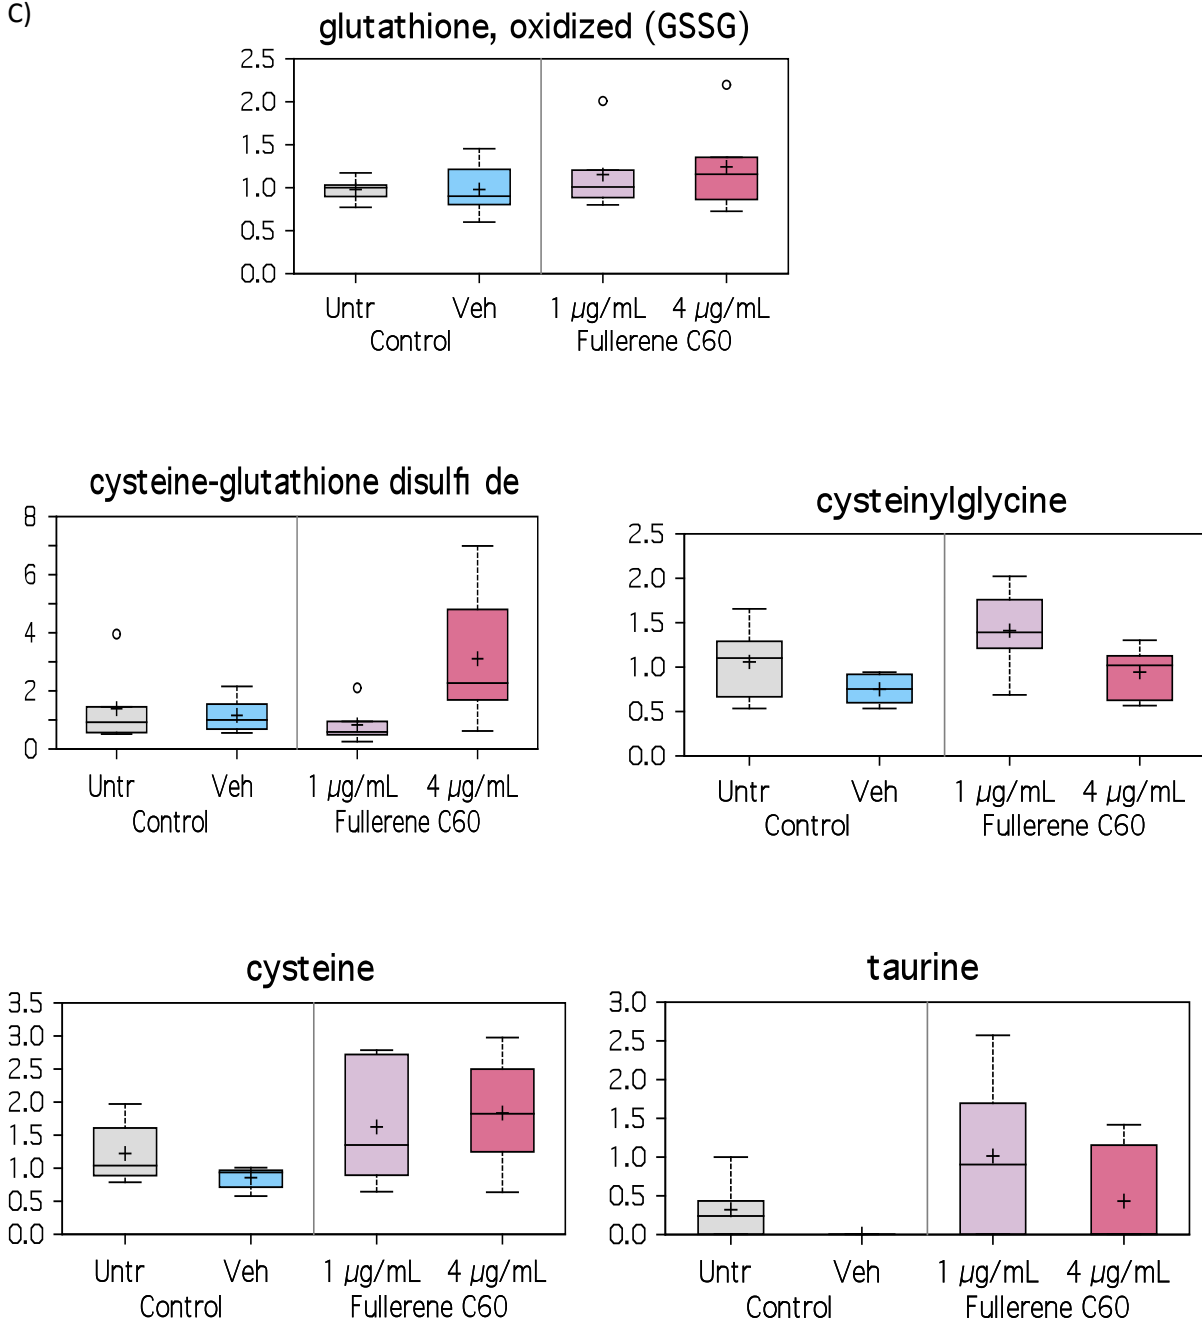 C)
glutathione, oxidized (GSSG)
2.5
2.0
1.5
1.0
0.5
0.0
Untr Veh 1 µg/mL 4 µg/mL
Control Fullerene C60
cysteine-glutathione disulfi de
8
6
4
2
0
Untr Veh 1 µg/mL 4 µg/mL
Control Fullerene C60
cysteinylglycine
2.5
2.0
1.5
1.0
0.5
0.0
Untr Veh 1 µg/mL 4 µg/mL
Control Fullerene C60
cysteine
3.5
3.0
2.5
2.0
1.5
1.0
0.5
0.0
Untr Veh 1 µg/mL 4 µg/mL
Control Fullerene C60
taurine
3.0
2.5
2.0
1.5
1.0
0.5
0.0
Untr Veh 1 µg/mL 4 µg/mL
Control Fullerene C60